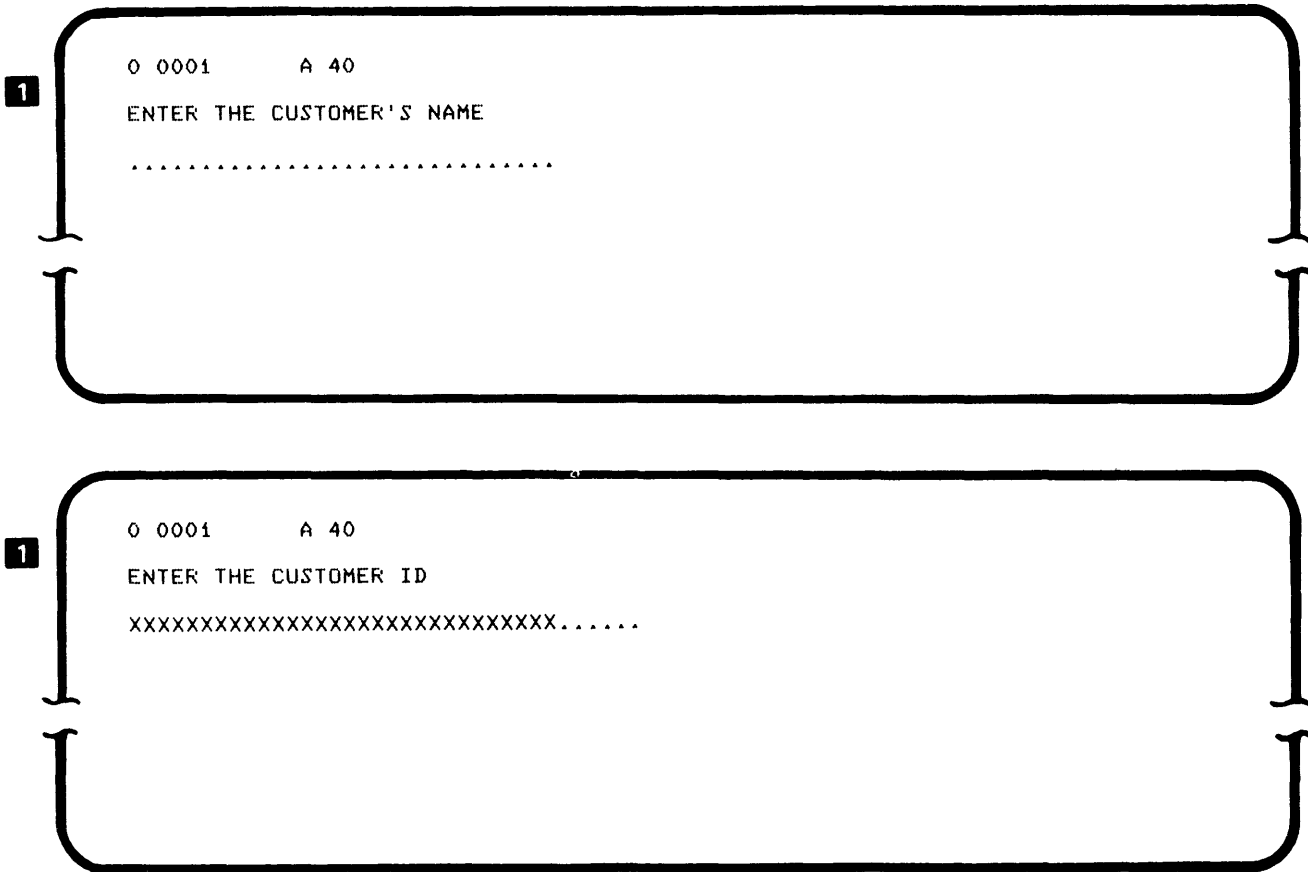 1
0 0001      A 40
ENTER THE CUSTOMER'S NAME
..............................
1
0 0001      A 40
ENTER THE CUSTOMER ID
XXXXXXXXXXXXXXXXXXXXXXXXXXXXXX......